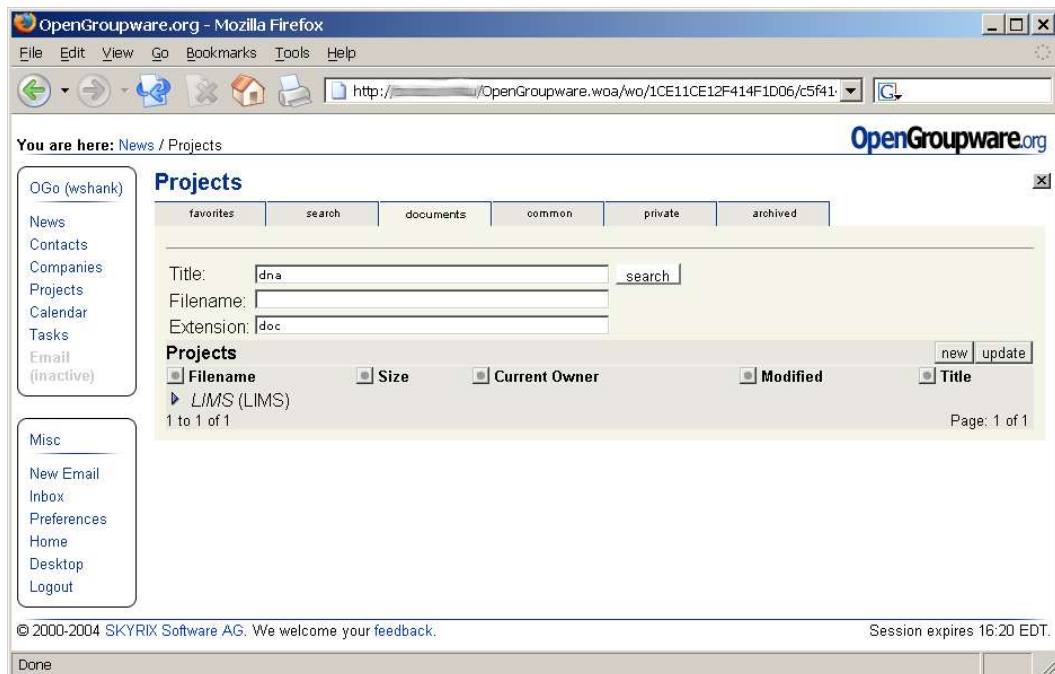 OpenGroupware.org - Mozilla Firefox
File Edit View Go Bookmarks Tools Help
http:// /OpenGroupware.woa/wo/1CE11CE12F414F1D06/c5f41 G
You are here: News / Projects
OpenGroupware.org
OGo (wshank)
News
Contacts
Companies
Projects
Calendar
Tasks
Email
(inactive)
Misc
New Email
Inbox
Preferences
Home
Desktop
Logout
Projects
favorites search documents common private archived
Title: dna search
Filename:
Extension: doc
Projects new update
Filename Size Current Owner Modified Title
LIMS (LIMS)
1 to 1 of 1 Page: 1 of 1
© 2000-2004 SKYRIX Software AG. We welcome your feedback. Session expires 16:20 EDT.
Done